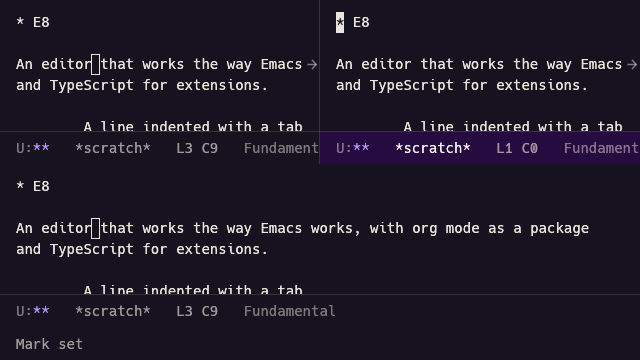 * E8
An editor that works the way Emacs →
and TypeScript for extensions.
A line indented with a tab
U:** *scratch* L3 C9 Fundament
* E8
An editor that works the way Emacs →
and TypeScript for extensions.
A line indented with a tab
U:** *scratch* L1 C0 Fundament
* E8
An editor that works the way Emacs works, with org mode as a package
and TypeScript for extensions.
A line indented with a tab
U:** *scratch* L3 C9 Fundamental
Mark set